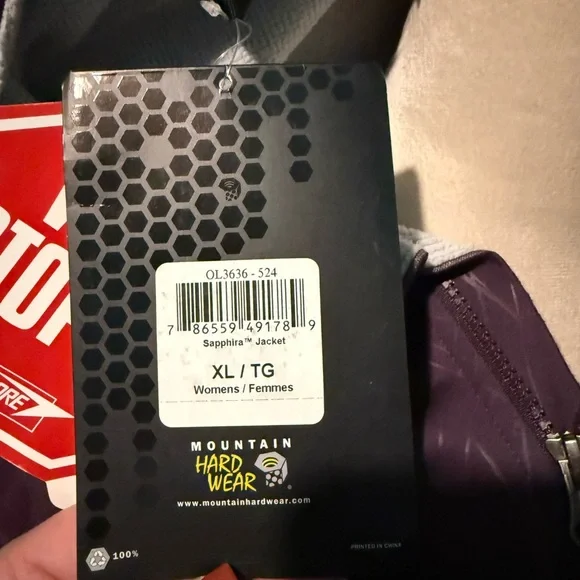 OL3636 - 524
7 86559 49178 9
Sapphira™ Jacket
XL / TG
Womens / Femmes
MOUNTAIN
HARD
WEAR
www.mountainhardwear.com
100%
PRINTED IN CHINA